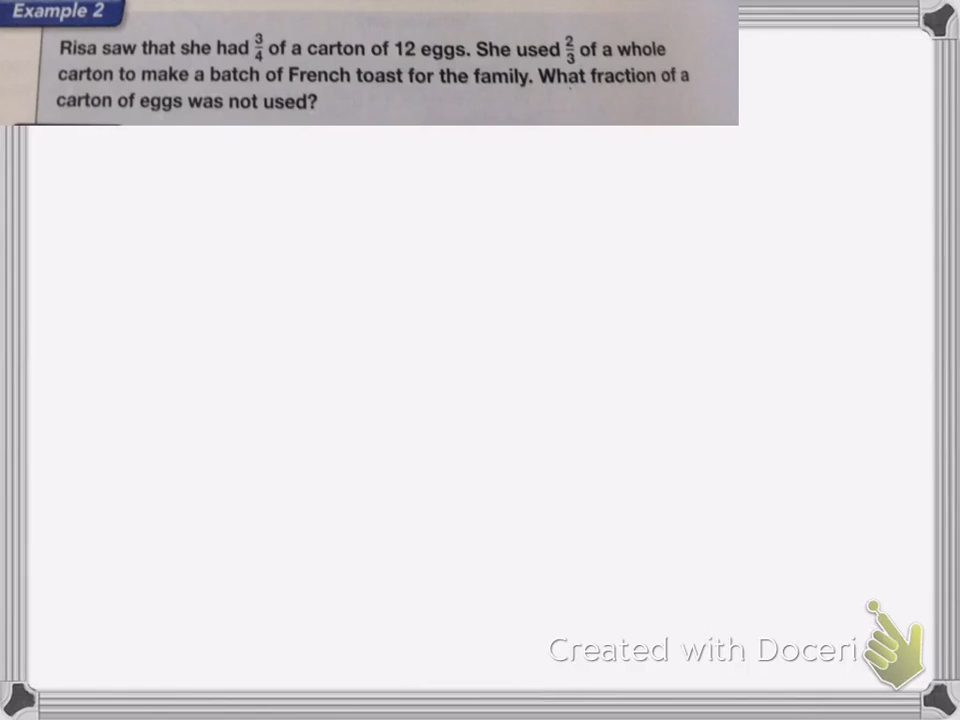 Example 2
Risa saw that she had 3/4 of a carton of 12 eggs. She used 2/3 of a whole
carton to make a batch of French toast for the family. What fraction of a
carton of eggs was not used?
Created with Doceri